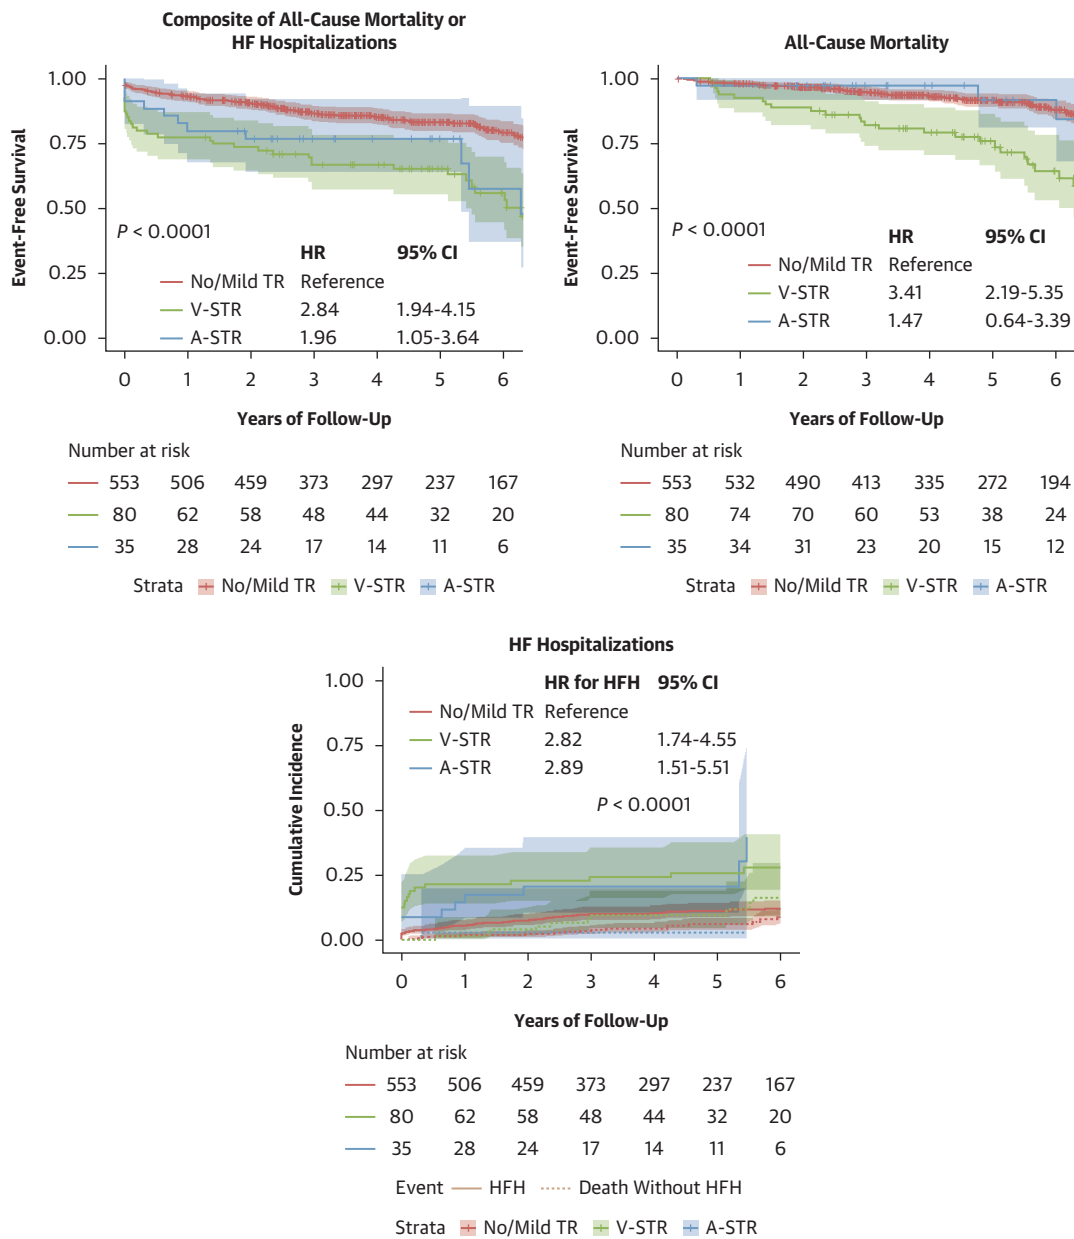 Composite of All-Cause Mortality or
HF Hospitalizations
Event-Free Survival
1.00
0.75
0.50
0.25
0.00
P < 0.0001
HR 95% CI
No/Mild TR Reference
V-STR 2.84 1.94-4.15
A-STR 1.96 1.05-3.64
0 1 2 3 4 5 6
Years of Follow-Up
Number at risk
553 506 459 373 297 237 167
80 62 58 48 44 32 20
35 28 24 17 14 11 6
Strata No/Mild TR V-STR A-STR
All-Cause Mortality
Event-Free Survival
1.00
0.75
0.50
0.25
0.00
P < 0.0001
HR 95% CI
No/Mild TR Reference
V-STR 3.41 2.19-5.35
A-STR 1.47 0.64-3.39
0 1 2 3 4 5 6
Years of Follow-Up
Number at risk
553 532 490 413 335 272 194
80 74 70 60 53 38 24
35 34 31 23 20 15 12
Strata No/Mild TR V-STR A-STR
HF Hospitalizations
Cumulative Incidence
1.00
0.75
0.50
0.25
0.00
HR for HFH 95% CI
No/Mild TR Reference
V-STR 2.82 1.74-4.55
A-STR 2.89 1.51-5.51
P < 0.0001
0 1 2 3 4 5 6
Years of Follow-Up
Number at risk
553 506 459 373 297 237 167
80 62 58 48 44 32 20
35 28 24 17 14 11 6
Event HFH Death Without HFH
Strata No/Mild TR V-STR A-STR